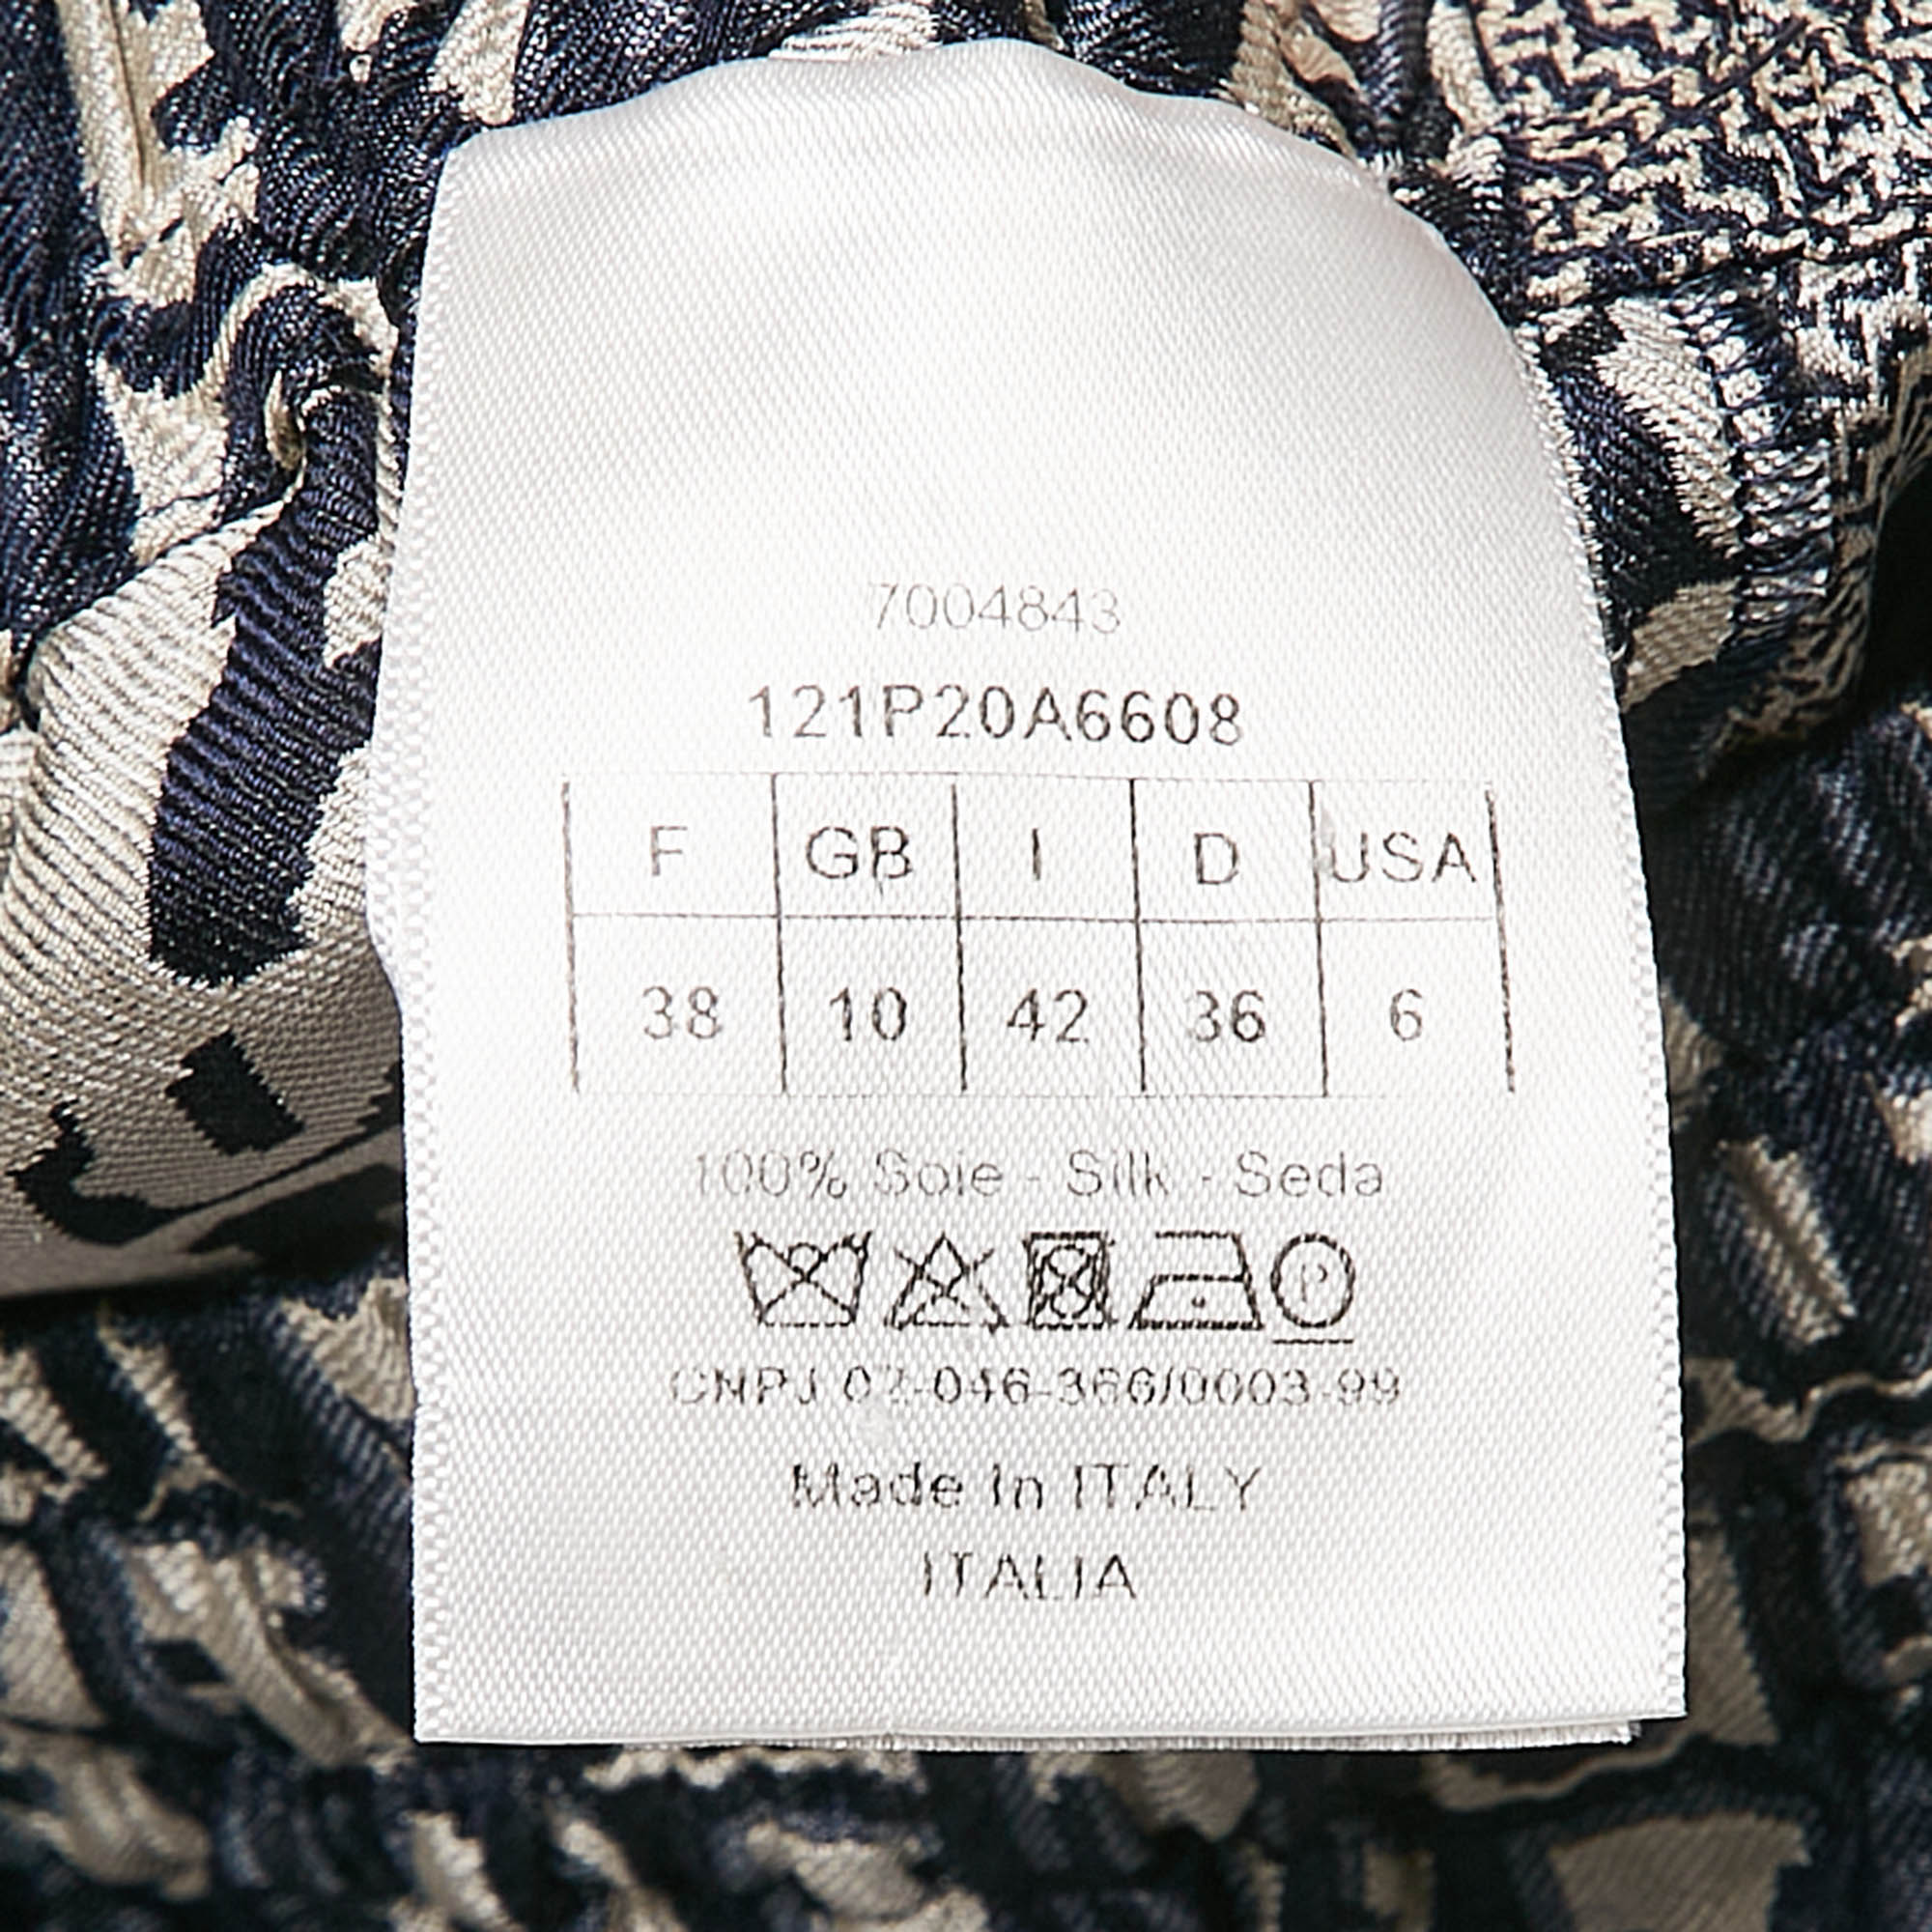 7004843
121P20A6608
F GB I D USA
38 10 42 36 6
100% Soie - Silk - Seda
P
CNPJ 07-046-366/0003-99
Made in ITALY
ITALIA